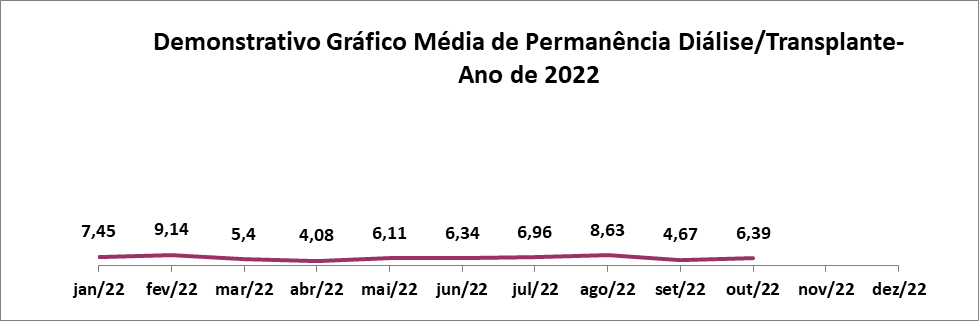 Demonstrativo Gráfico Média de Permanência Diálise/Transplante-
Ano de 2022
7,45 9,14 5,4 4,08 6,11 6,34 6,96 8,63 4,67 6,39
jan/22 fev/22 mar/22 abr/22 mai/22 jun/22 jul/22 ago/22 set/22 out/22 nov/22 dez/22